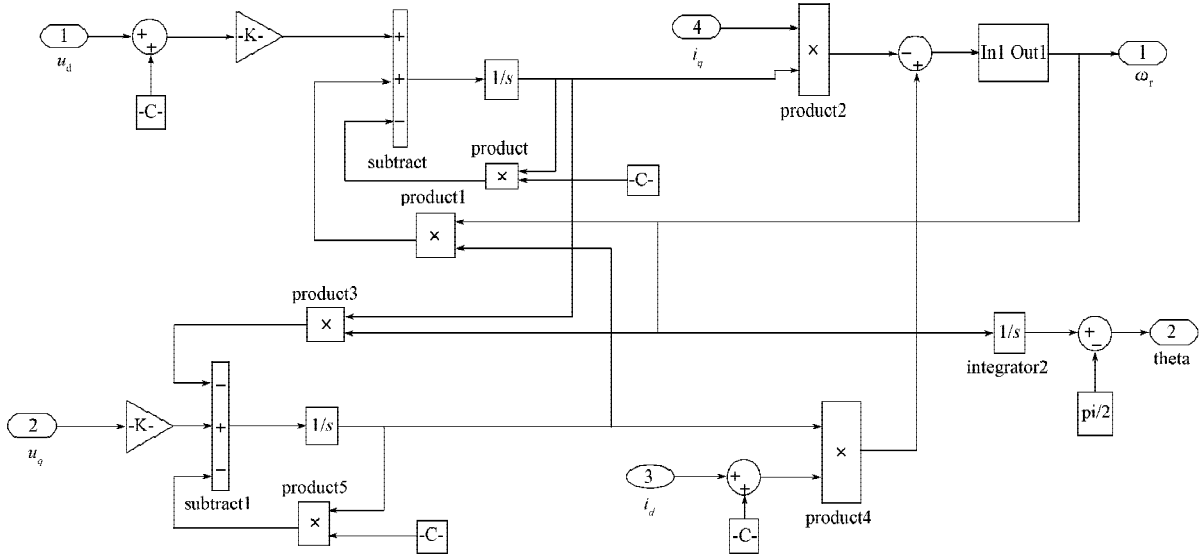 1
u_d
+
+
-C-
-K-
+
+
−
subtract
1/s
product
×
-C-
product1
×
4
i_q
×
product2
−
+
In1 Out1
1
ω_r
product3
×
1/s
integrator2
+
−
pi/2
2
theta
2
u_q
-K-
−
+
−
subtract1
1/s
product5
×
-C-
3
i_d
+
+
-C-
×
product4